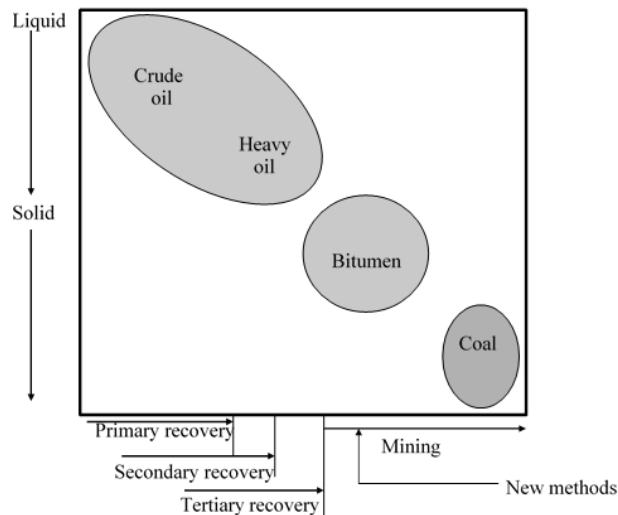 Liquid
Crude
oil
Heavy
oil
Solid
Bitumen
Coal
Primary recovery
Mining
Secondary recovery
New methods
Tertiary recovery